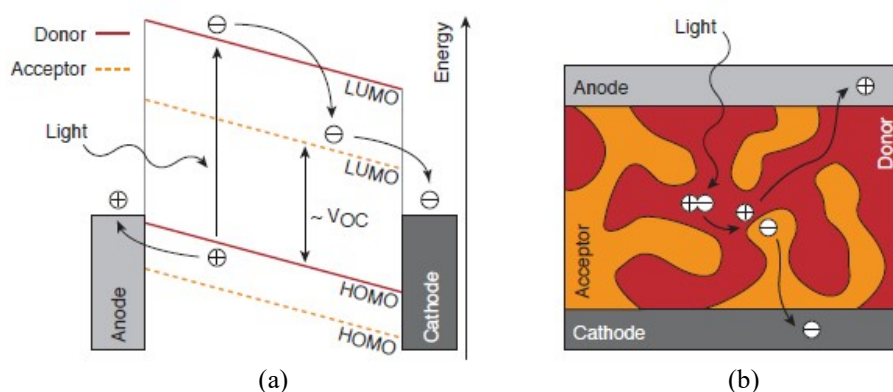 Donor
Acceptor
Light
Anode
LUMO
LUMO
~ VOC
HOMO
HOMO
Cathode
Energy
(a)
Light
Anode
Donor
Acceptor
Cathode
(b)
⊕
⊖